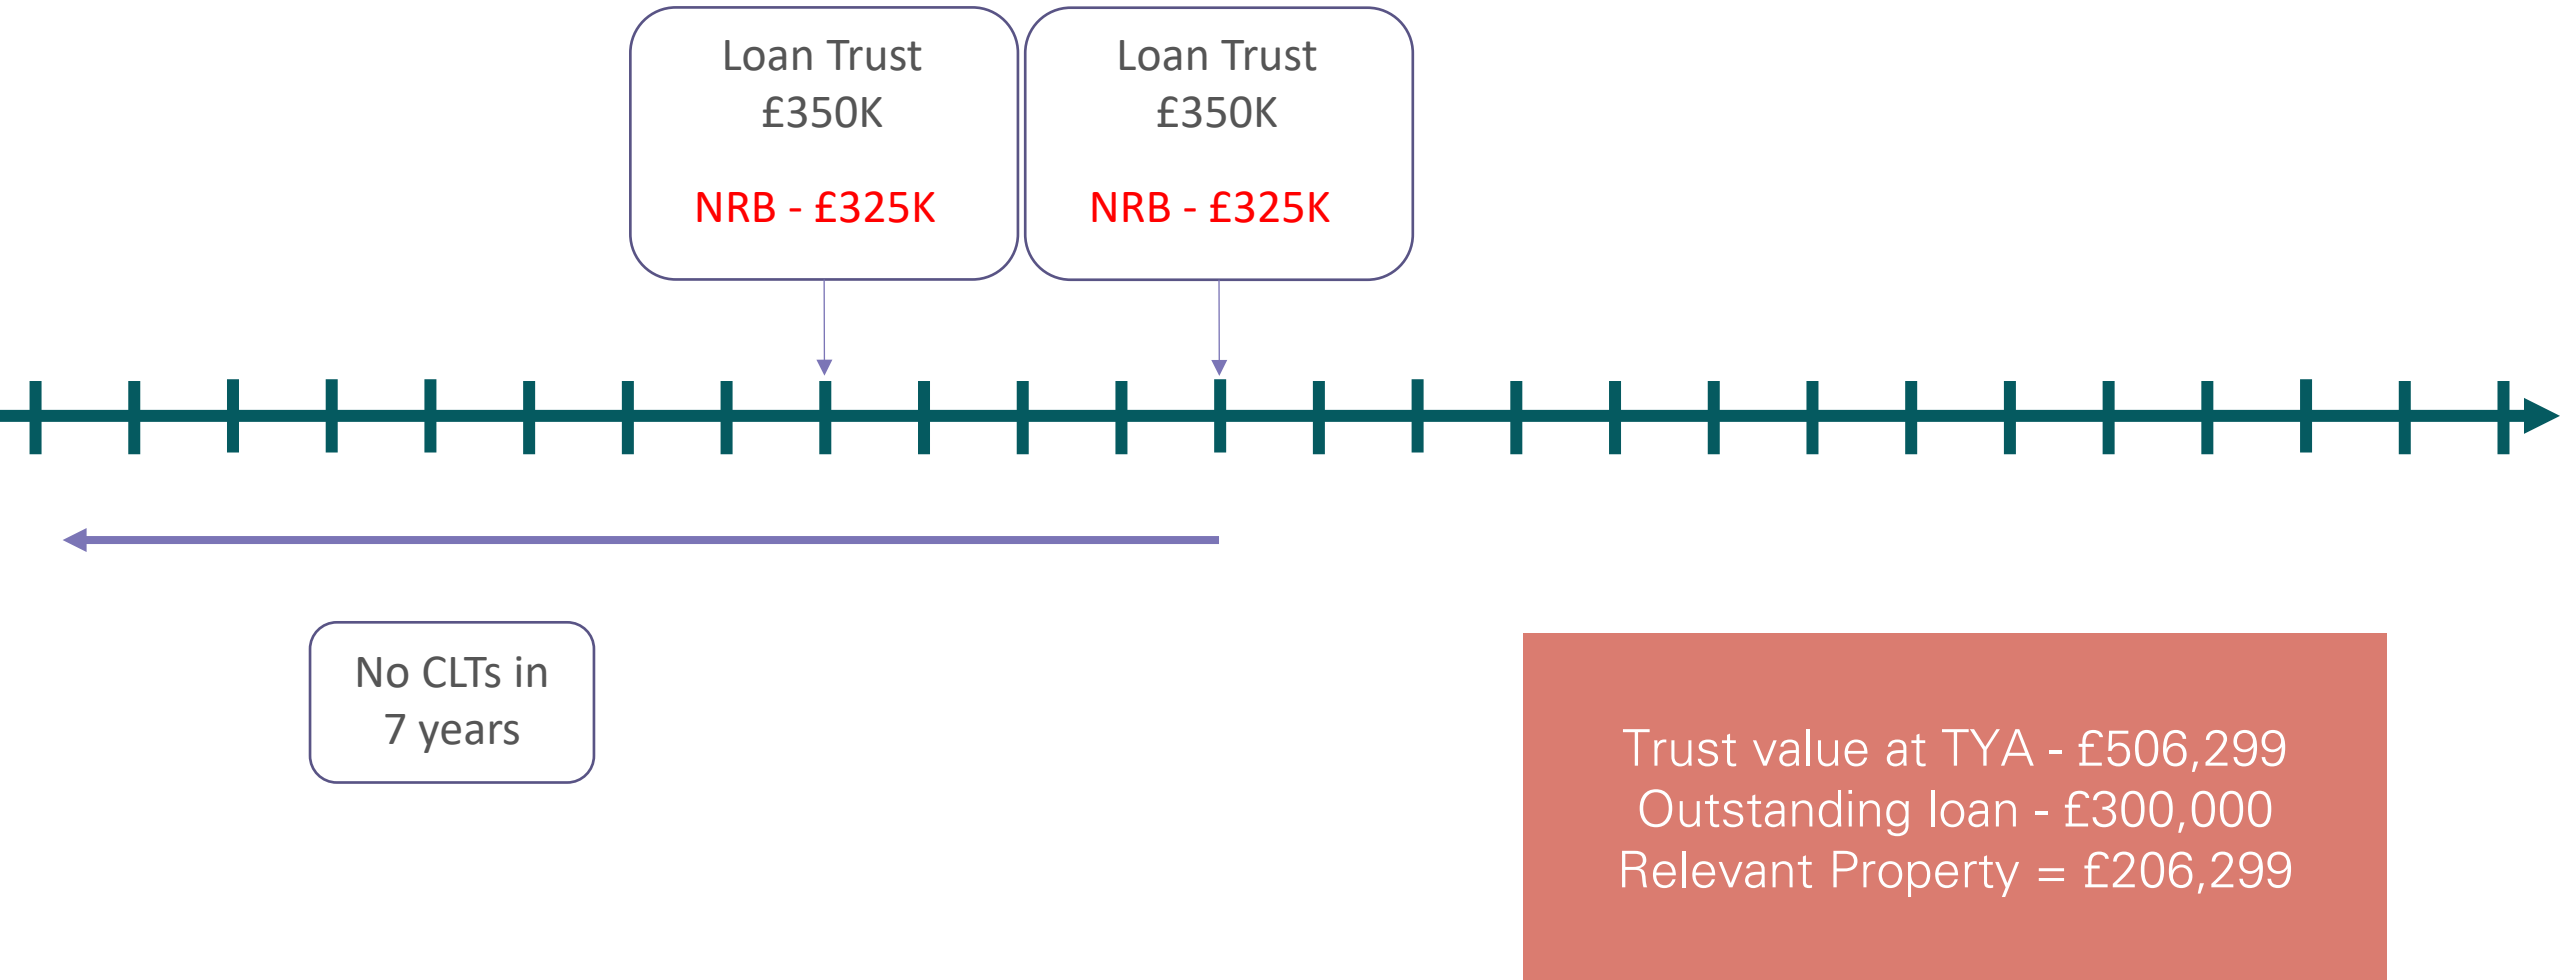 Loan Trust
£350K
NRB - £325K
Loan Trust
£350K
NRB - £325K
No CLTs in
7 years
Trust value at TYA - £506,299
Outstanding loan - £300,000
Relevant Property = £206,299